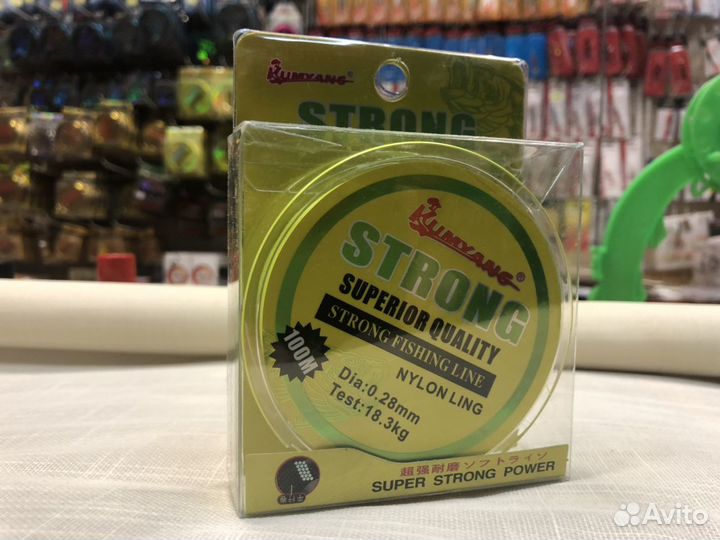 KUMYANG®
STRONG
KUMYANG®
STRONG
SUPERIOR QUALITY
STRONG FISHING LINE
100M
NYLON LING
Dia:0.28mm
Test:18.3kg
超强耐磨ソフトライン
SUPER STRONG POWER
Avito